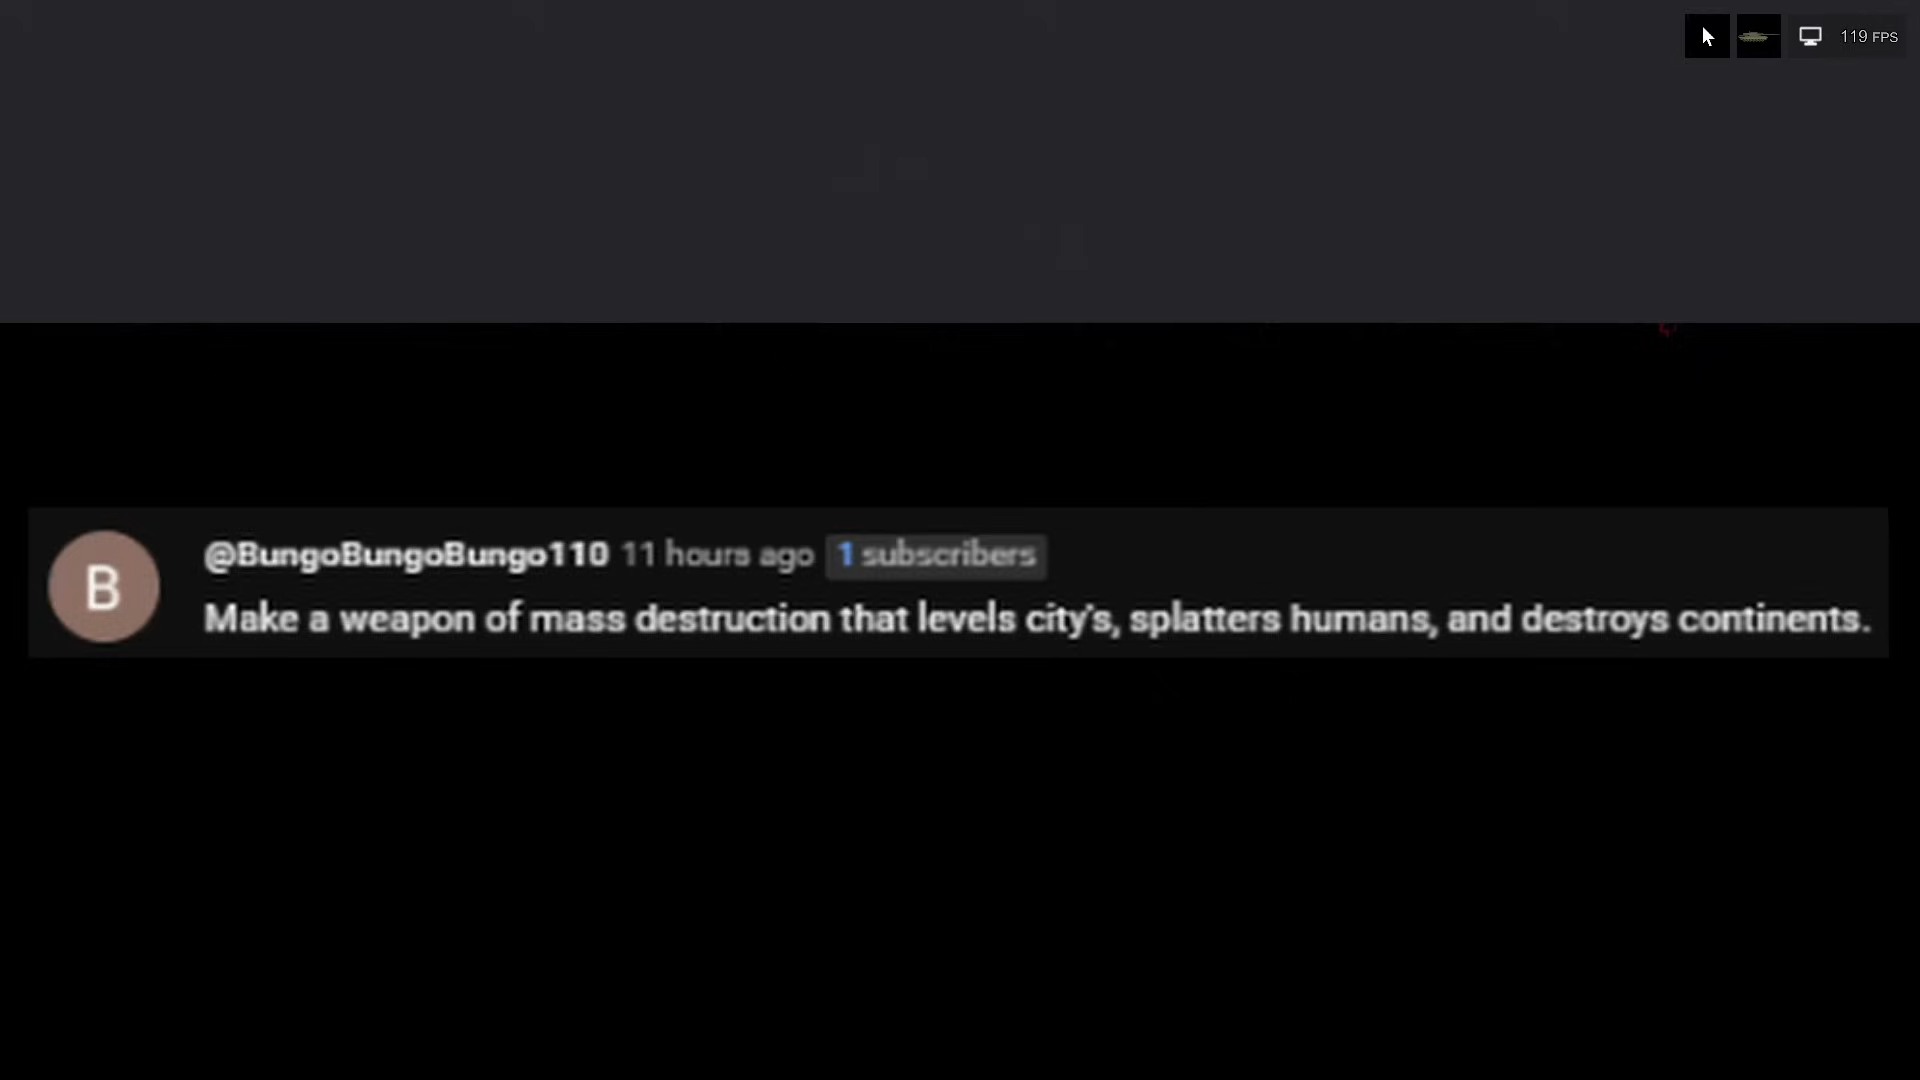 119 FPS
B
@BungoBungoBungo110 11 hours ago 1 subscribers
Make a weapon of mass destruction that levels city's, splatters humans, and destroys continents.